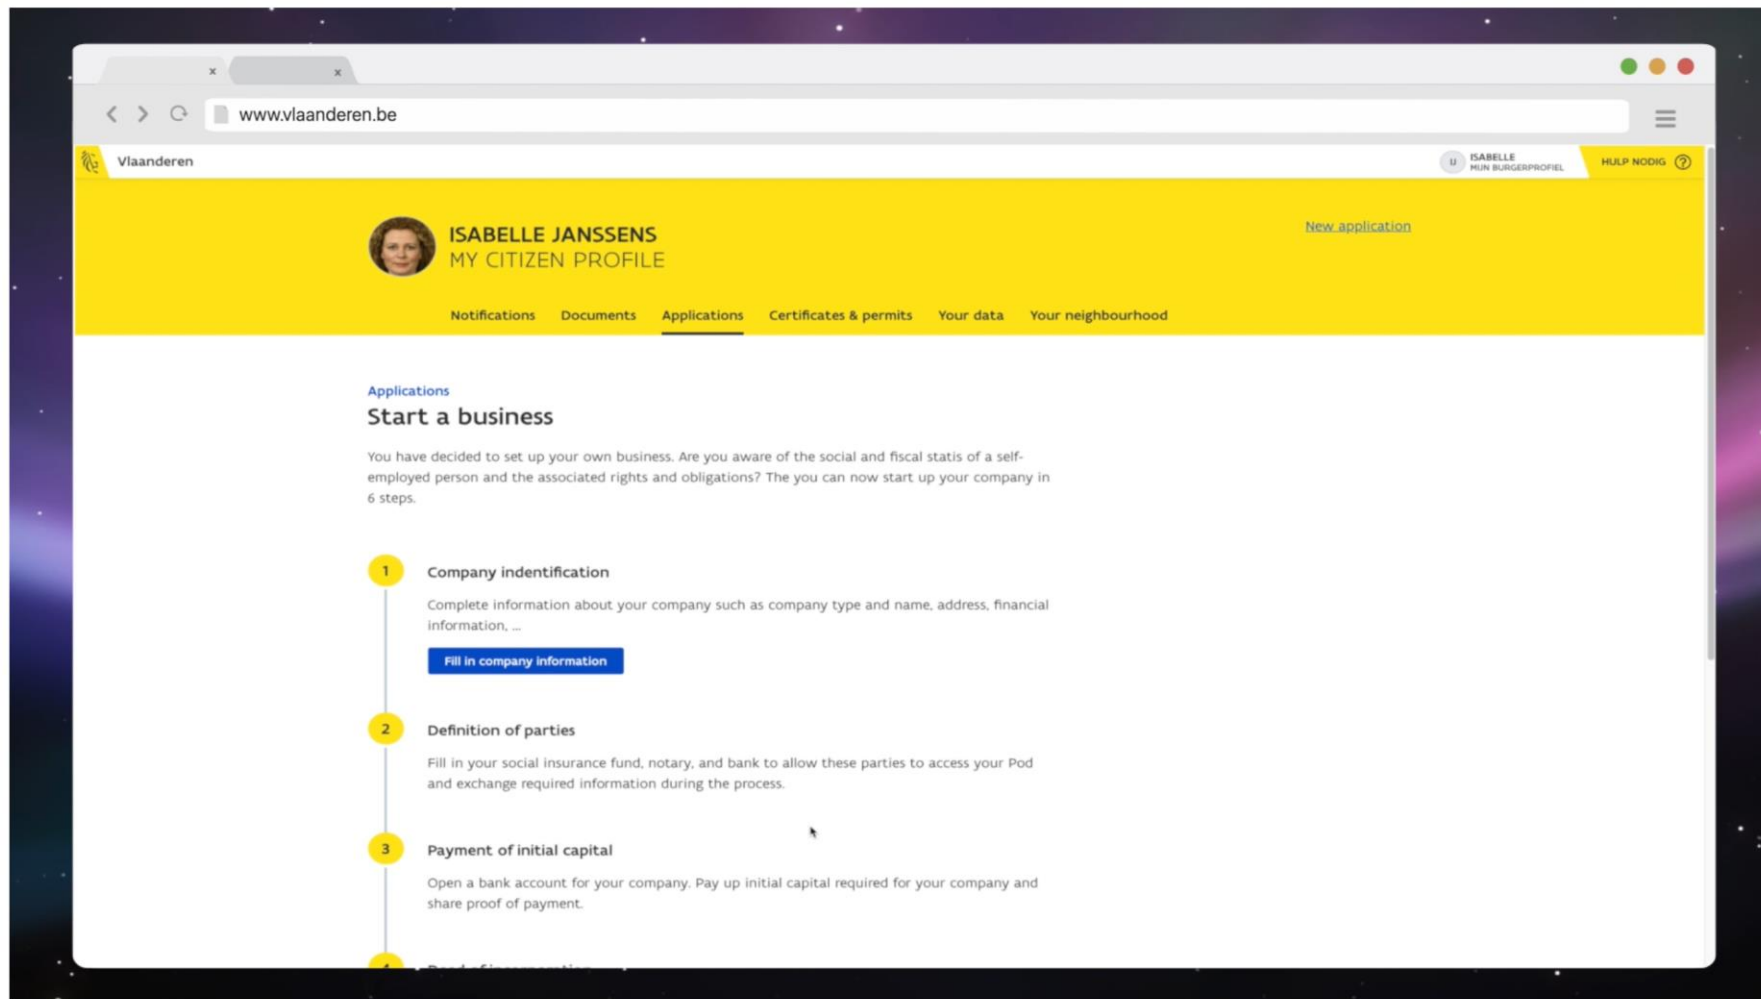 x
x
www.vlaanderen.be
Vlaanderen
IJ
ISABELLE
MIJN BURGERPROFIEL
HULP NODIG ?
ISABELLE JANSSENS
MY CITIZEN PROFILE
New application
Notifications Documents Applications Certificates & permits Your data Your neighbourhood
Applications
Start a business
You have decided to set up your own business. Are you aware of the social and fiscal statis of a self-
employed person and the associated rights and obligations? The you can now start up your company in
6 steps.
1 Company indentification
Complete information about your company such as company type and name, address, financial
information, ...
Fill in company information
2 Definition of parties
Fill in your social insurance fund, notary, and bank to allow these parties to access your Pod
and exchange required information during the process.
3 Payment of initial capital
Open a bank account for your company. Pay up initial capital required for your company and
share proof of payment.
4 Deed of incorporation